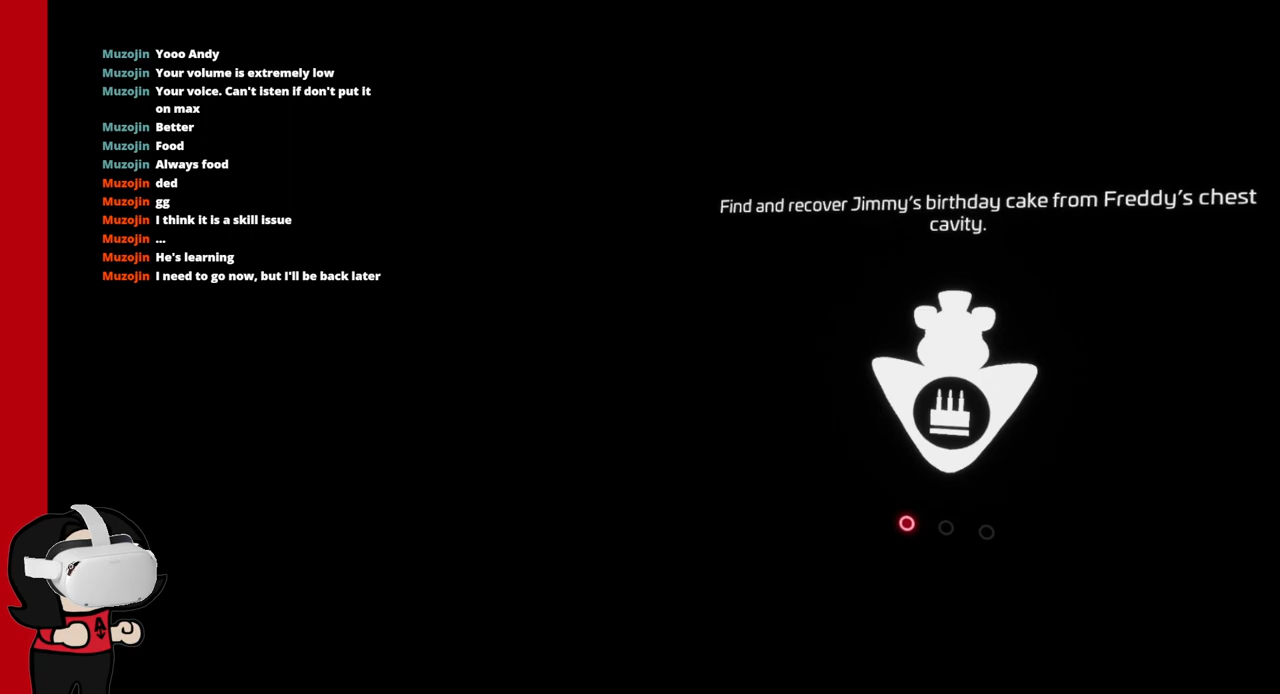 Muzojin Yooo Andy
Muzojin Your volume is extremely low
Muzojin Your voice. Can't isten if don't put it
on max
Muzojin Better
Muzojin Food
Muzojin Always food
Muzojin ded
Muzojin gg
Muzojin I think it is a skill issue
Muzojin ...
Muzojin He's learning
Muzojin I need to go now, but I'll be back later
Find and recover Jimmy's birthday cake from Freddy's chest
cavity.
A